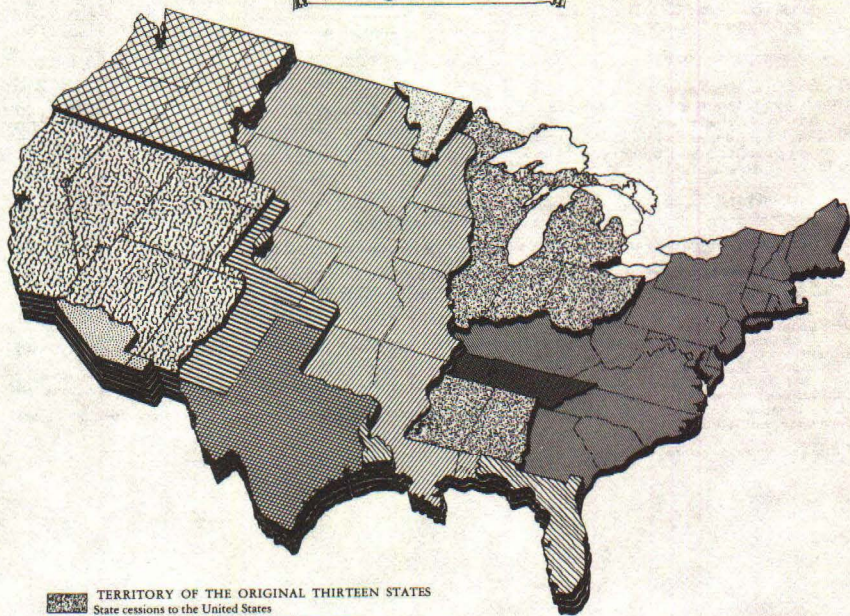 TERRITORY OF THE ORIGINAL THIRTEEN STATES
State cessions to the United States